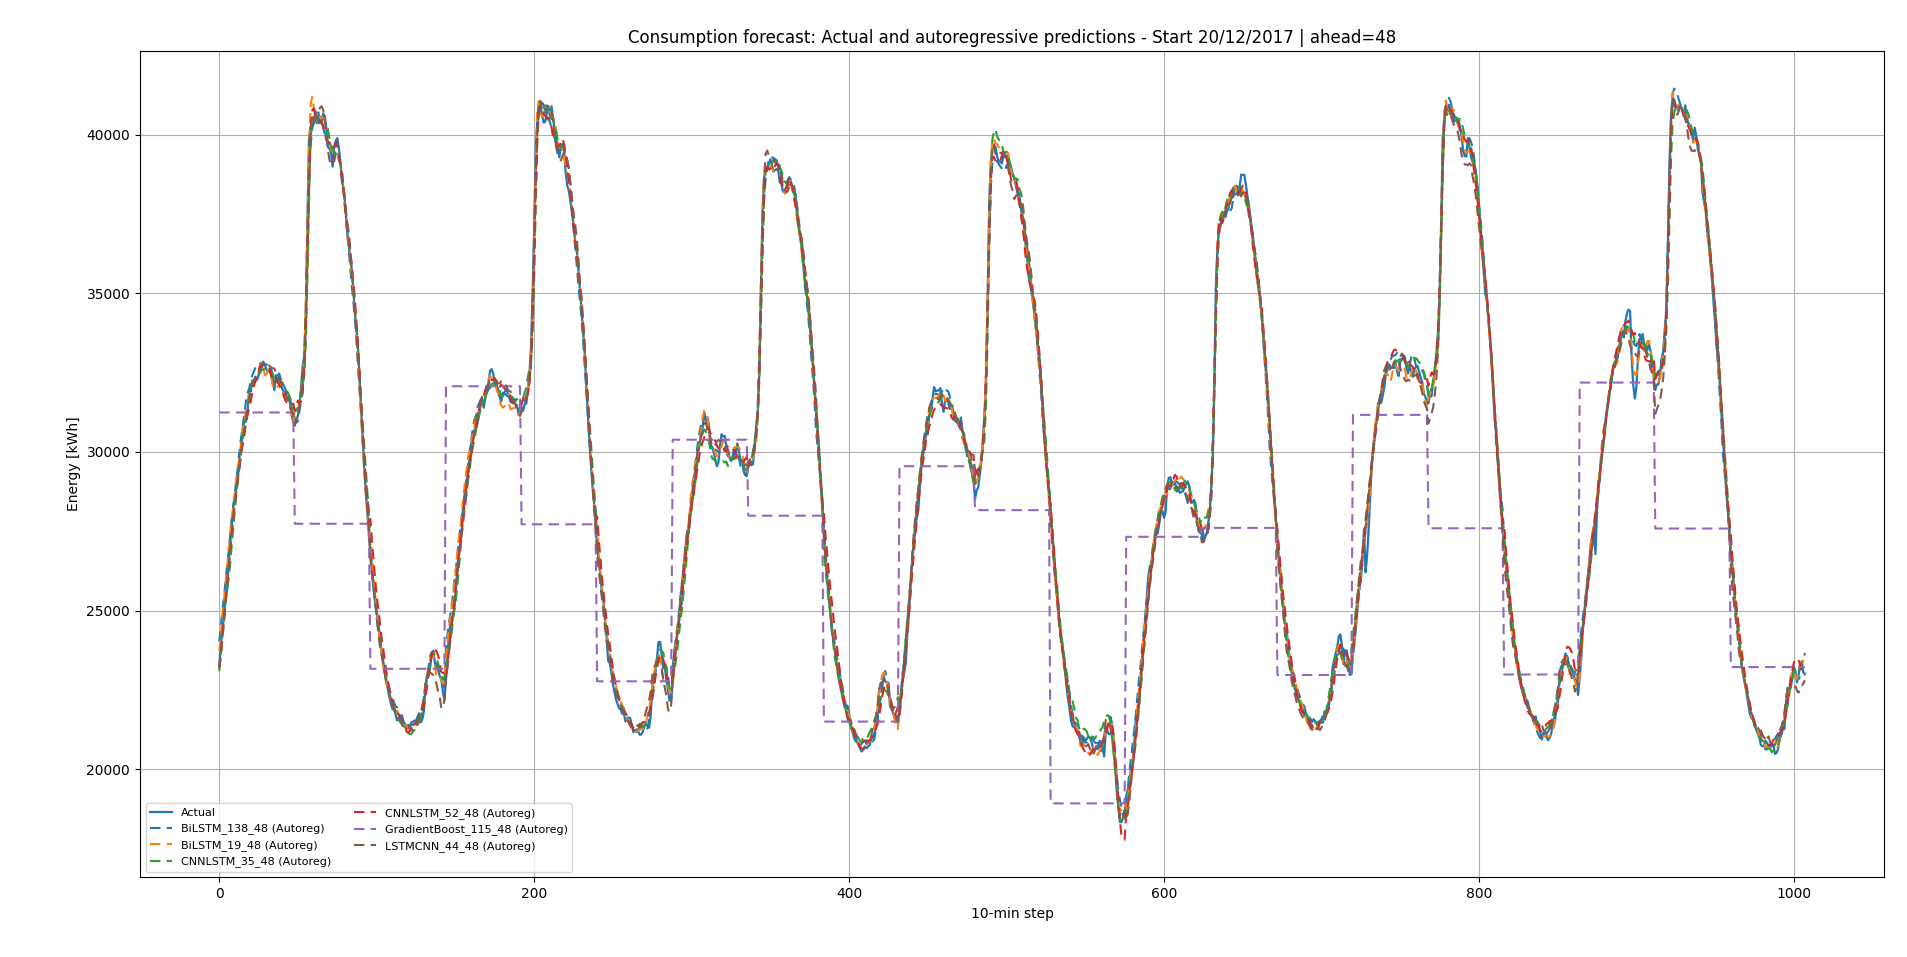 Consumption forecast: Actual and autoregressive predictions - Start 20/12/2017 | ahead=48
Energy [kWh]
40000
35000
30000
25000
20000
Actual
BiLSTM_138_48 (Autoreg)
BiLSTM_19_48 (Autoreg)
CNNLSTM_35_48 (Autoreg)
CNNLSTM_52_48 (Autoreg)
GradientBoost_115_48 (Autoreg)
LSTMCNN_44_48 (Autoreg)
0 200 400 600 800 1000
10-min step